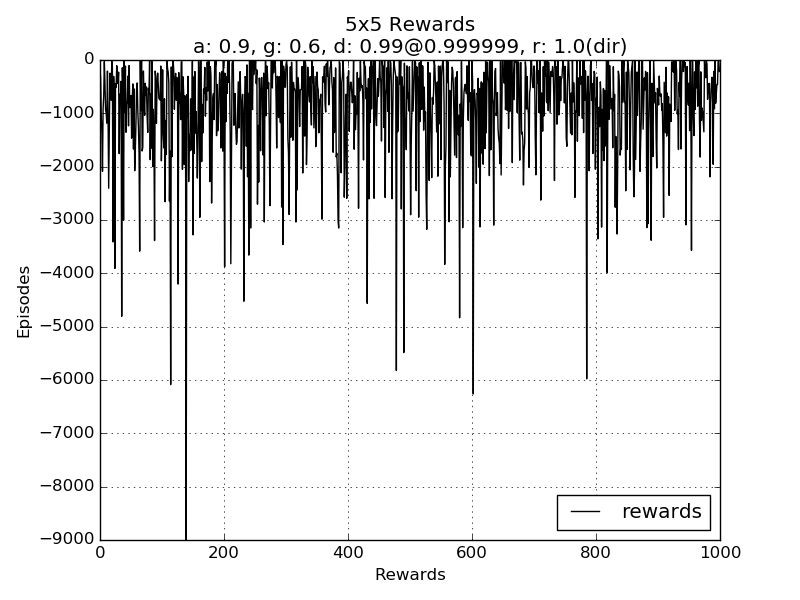 5x5 Rewards
a: 0.9, g: 0.6, d: 0.99@0.999999, r: 1.0(dir)
0
−1000
−2000
−3000
−4000
−5000
−6000
−7000
−8000
−9000
Episodes
rewards
0 200 400 600 800 1000
Rewards